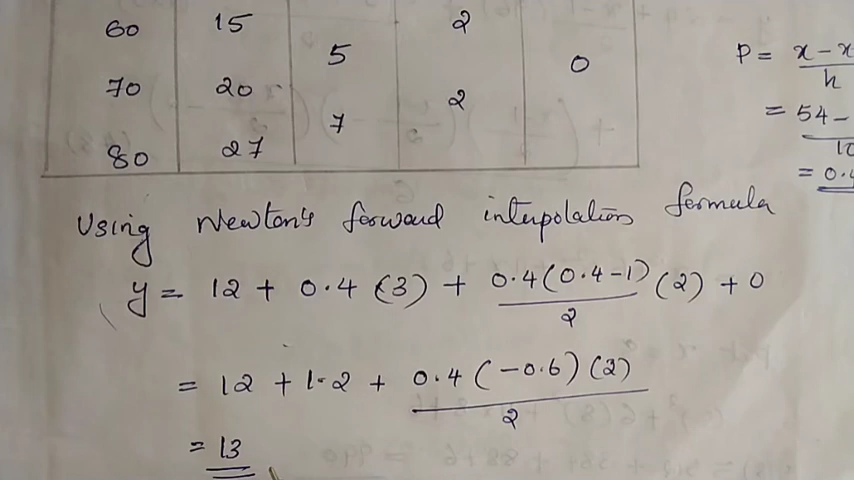 60 15 2
5 0
70 20 2
7
80 27
P = x - x / h
= 54 - / 10
= 0.4
Using Newton's forward interpolation formula
y = 12 + 0.4 (3) + 0.4(0.4-1) / 2 (2) + 0
= 12 + 1.2 + 0.4 (-0.6) (2) / 2
= 13